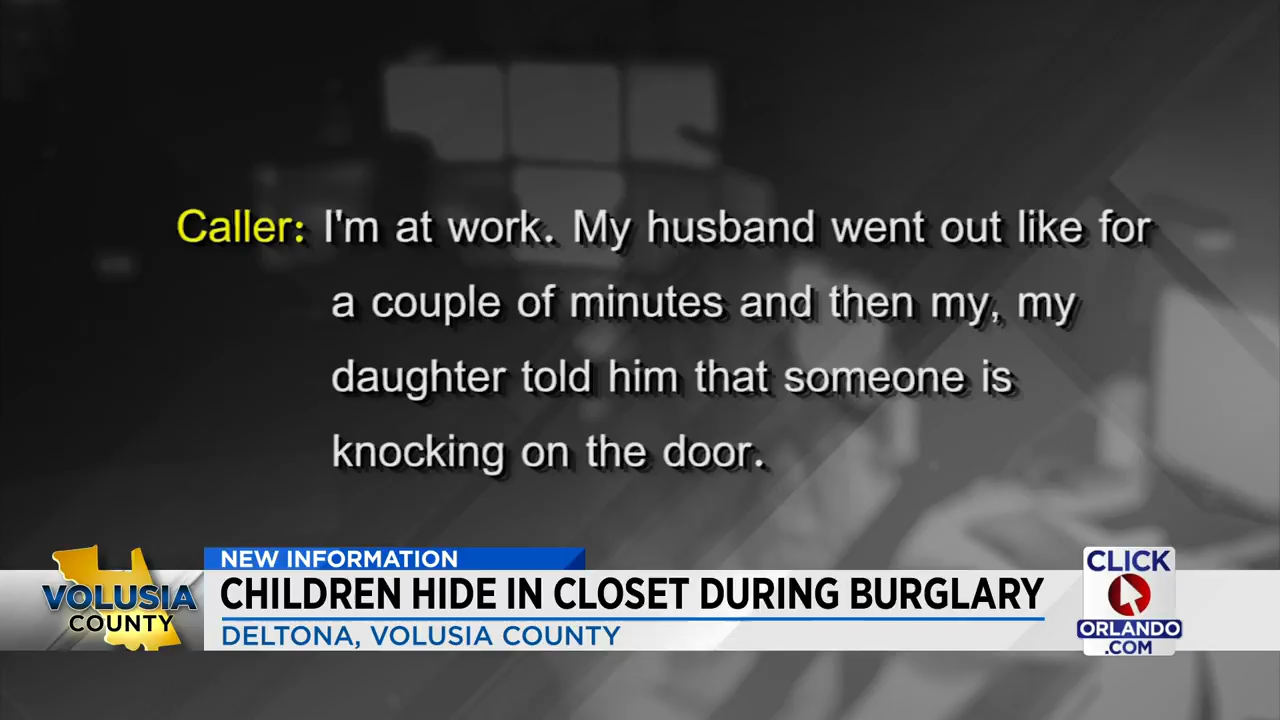 Caller: I'm at work. My husband went out like for
a couple of minutes and then my, my
daughter told him that someone is
knocking on the door.
NEW INFORMATION
VOLUSIA
COUNTY
CHILDREN HIDE IN CLOSET DURING BURGLARY
DELTONA, VOLUSIA COUNTY
CLICK
ORLANDO
.COM